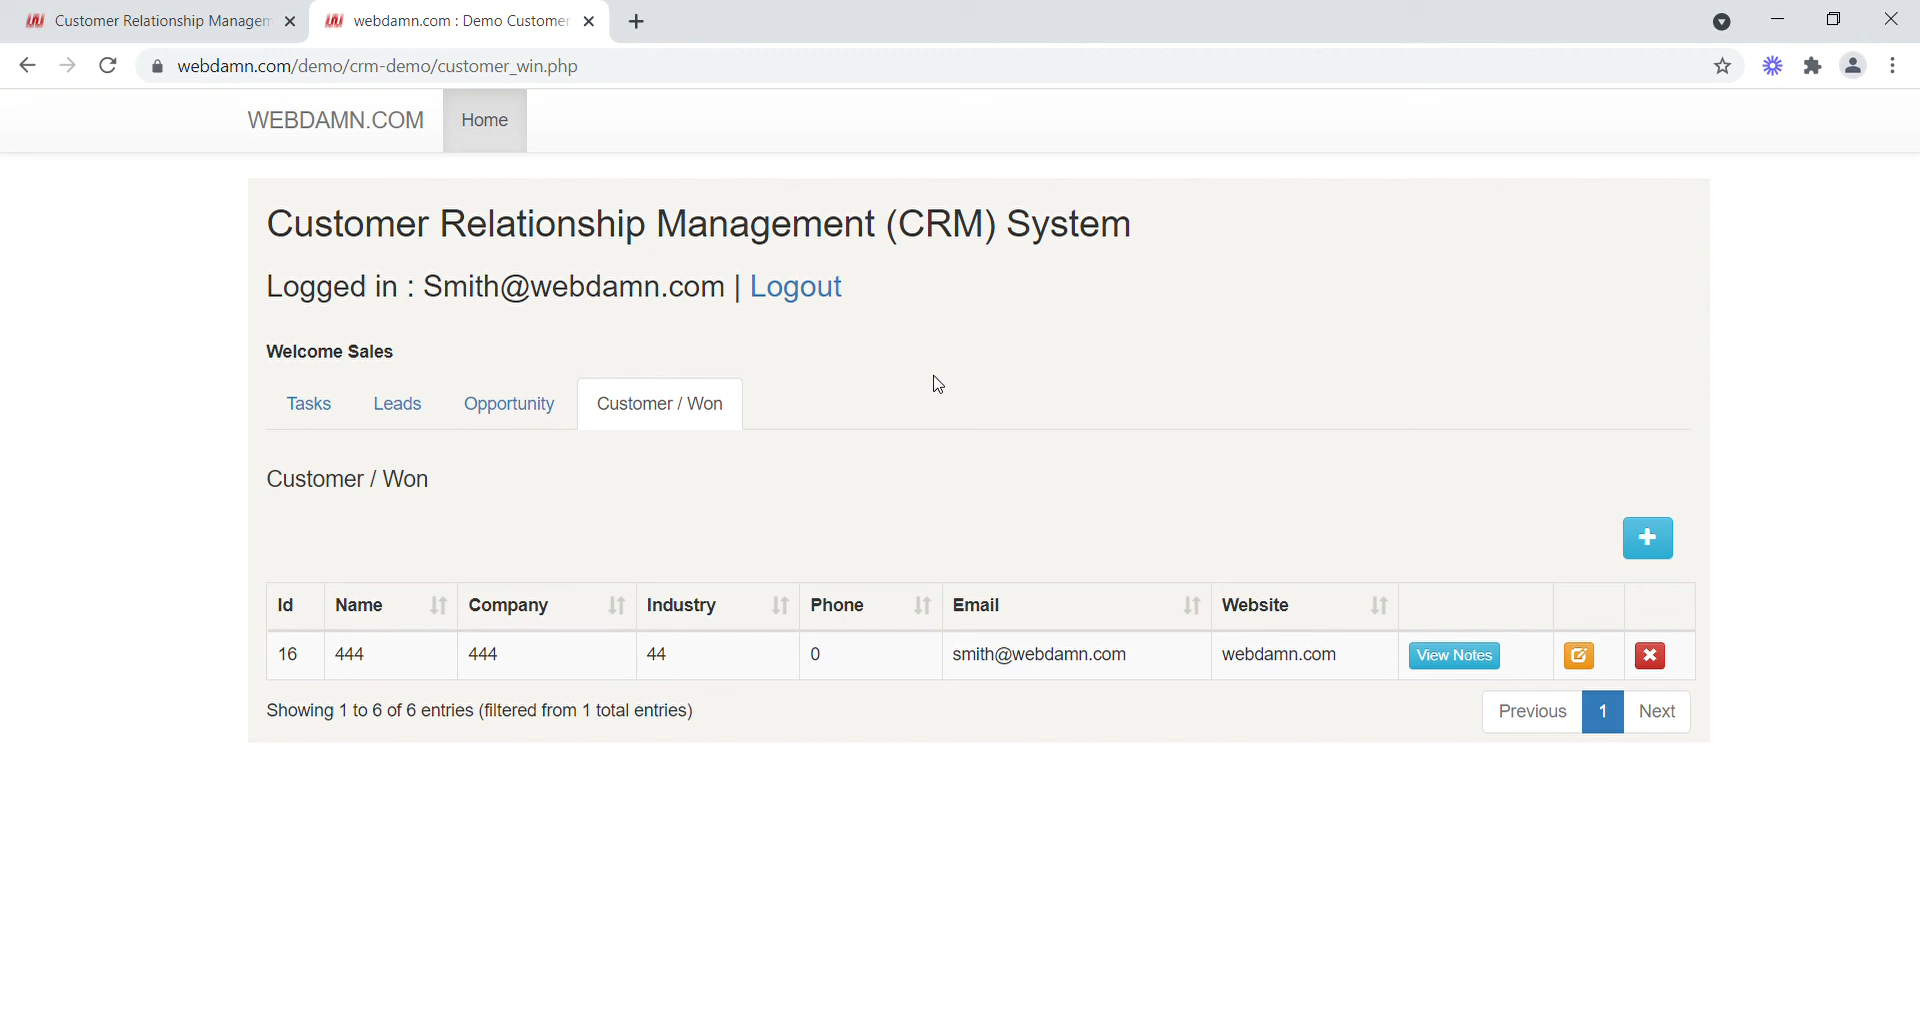 Customer Relationship Managem
webdamn.com : Demo Customer
webdamn.com/demo/crm-demo/customer_win.php
WEBDAMN.COM Home
Customer Relationship Management (CRM) System
Logged in : Smith@webdamn.com | Logout
Welcome Sales
Tasks Leads Opportunity Customer / Won
Customer / Won
Id Name Company Industry Phone Email Website
16 444 444 44 0 smith@webdamn.com webdamn.com View Notes
Showing 1 to 6 of 6 entries (filtered from 1 total entries) Previous 1 Next